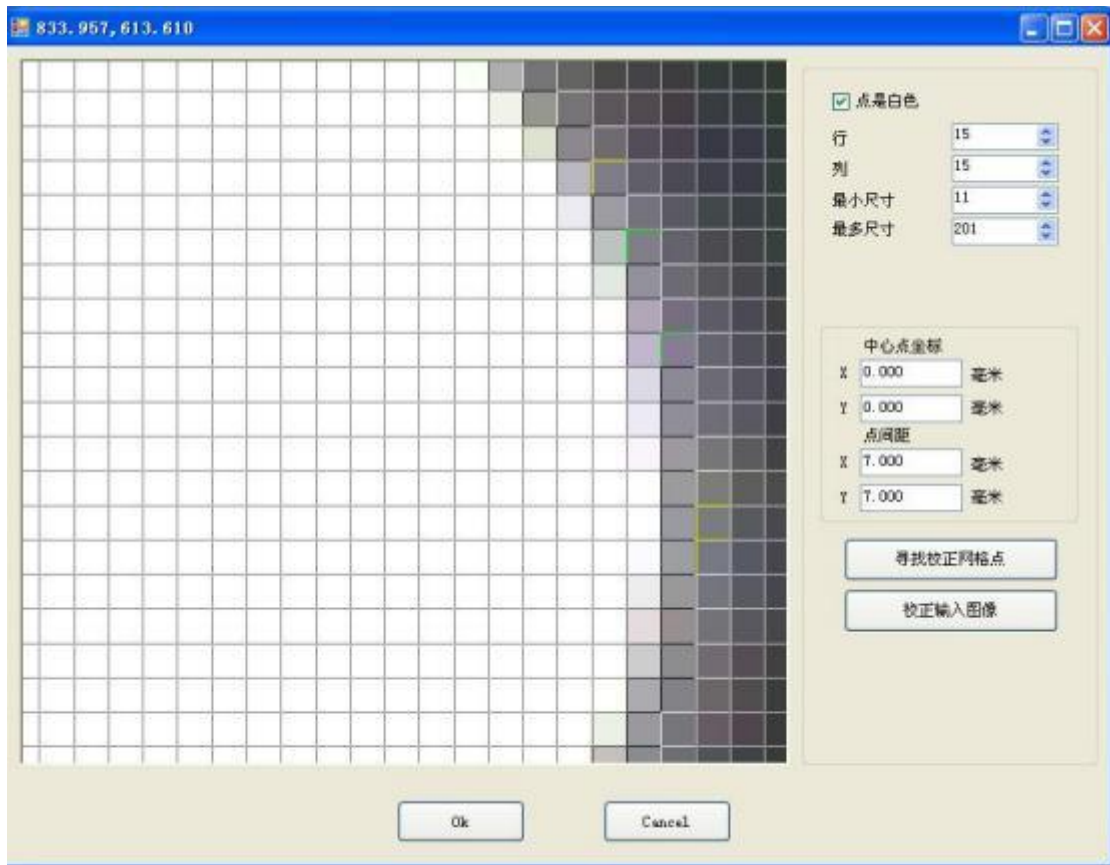 833.957,613.610
点是白色
行 15
列 15
最小尺寸 11
最多尺寸 201
中心点坐标
X 0.000 毫米
Y 0.000 毫米
点间距
X 7.000 毫米
Y 7.000 毫米
寻找校正网格点
校正输入图像
Ok Cancel